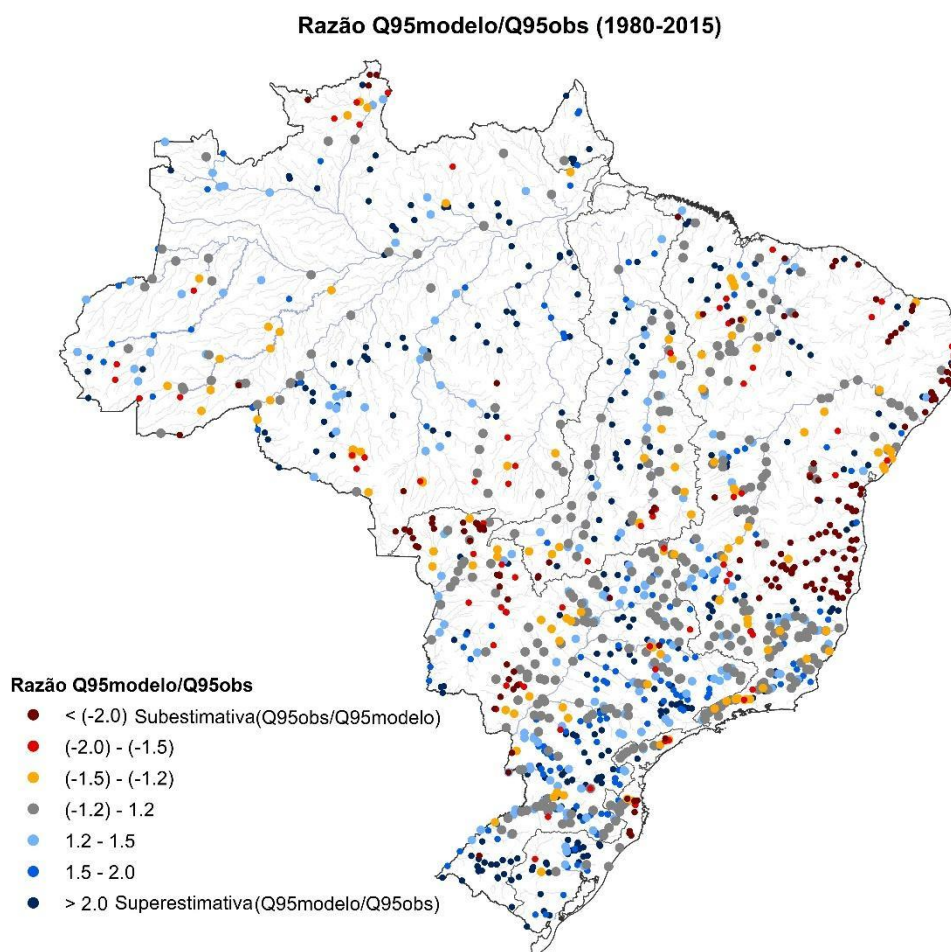 Razão Q95modelo/Q95obs (1980-2015)
Razão Q95modelo/Q95obs
< (-2.0) Subestimativa(Q95obs/Q95modelo)
(-2.0) - (-1.5)
(-1.5) - (-1.2)
(-1.2) - 1.2
1.2 - 1.5
1.5 - 2.0
> 2.0 Superestimativa(Q95modelo/Q95obs)